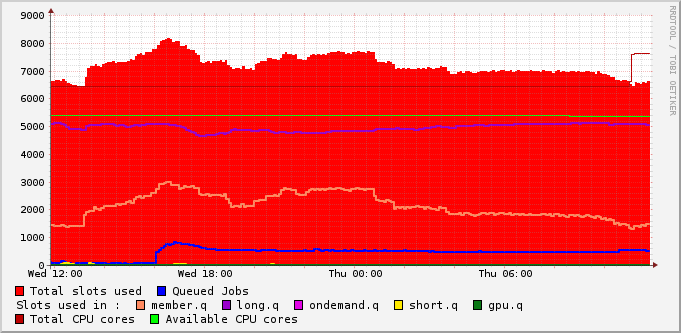 9000
8000
7000
6000
5000
4000
3000
2000
1000
0
Wed 12:00 Wed 18:00 Thu 00:00 Thu 06:00
Total slots used Queued Jobs
Slots used in : member.q long.q ondemand.q short.q gpu.q
Total CPU cores Available CPU cores
RRDTOOL / TOBI OETIKER